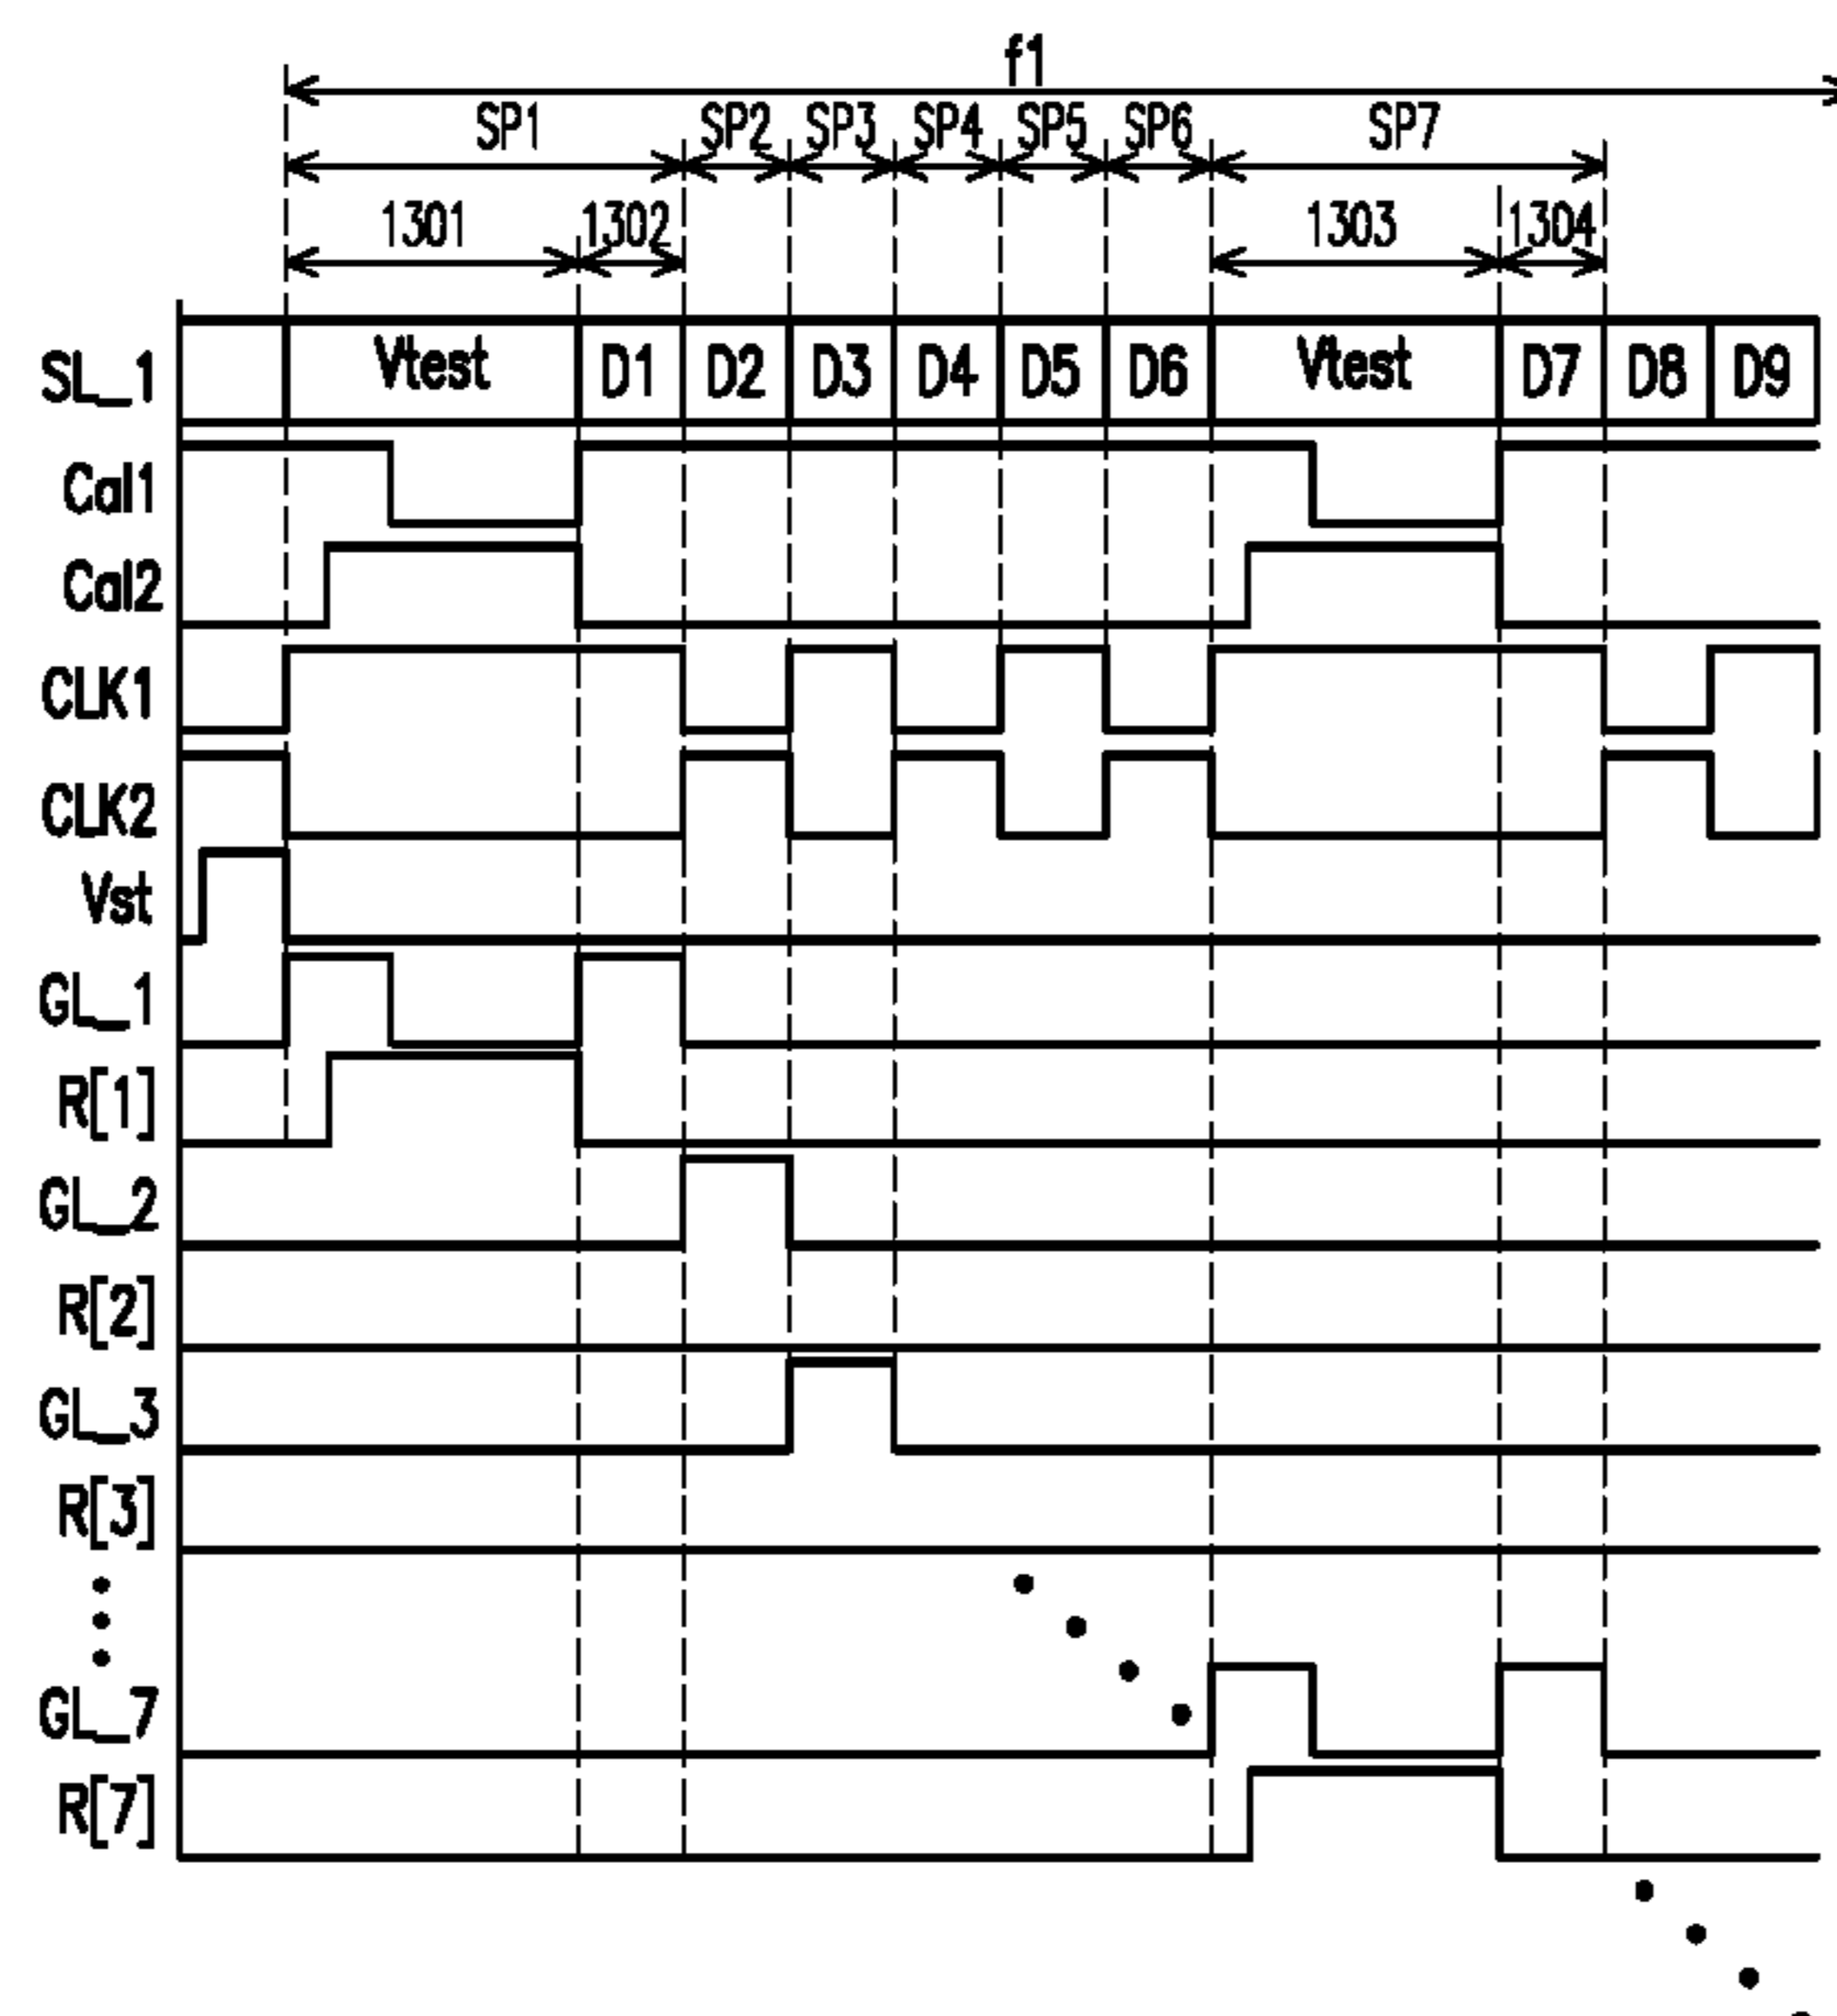 f1
SP1 SP2 SP3 SP4 SP5 SP6 SP7
1301 1302 1303 1304
SL_1 Vtest D1 D2 D3 D4 D5 D6 Vtest D7 D8 D9
Cal1
Cal2
CLK1
CLK2
Vst
GL_1
R[1]
GL_2
R[2]
GL_3
R[3]
GL_7
R[7]